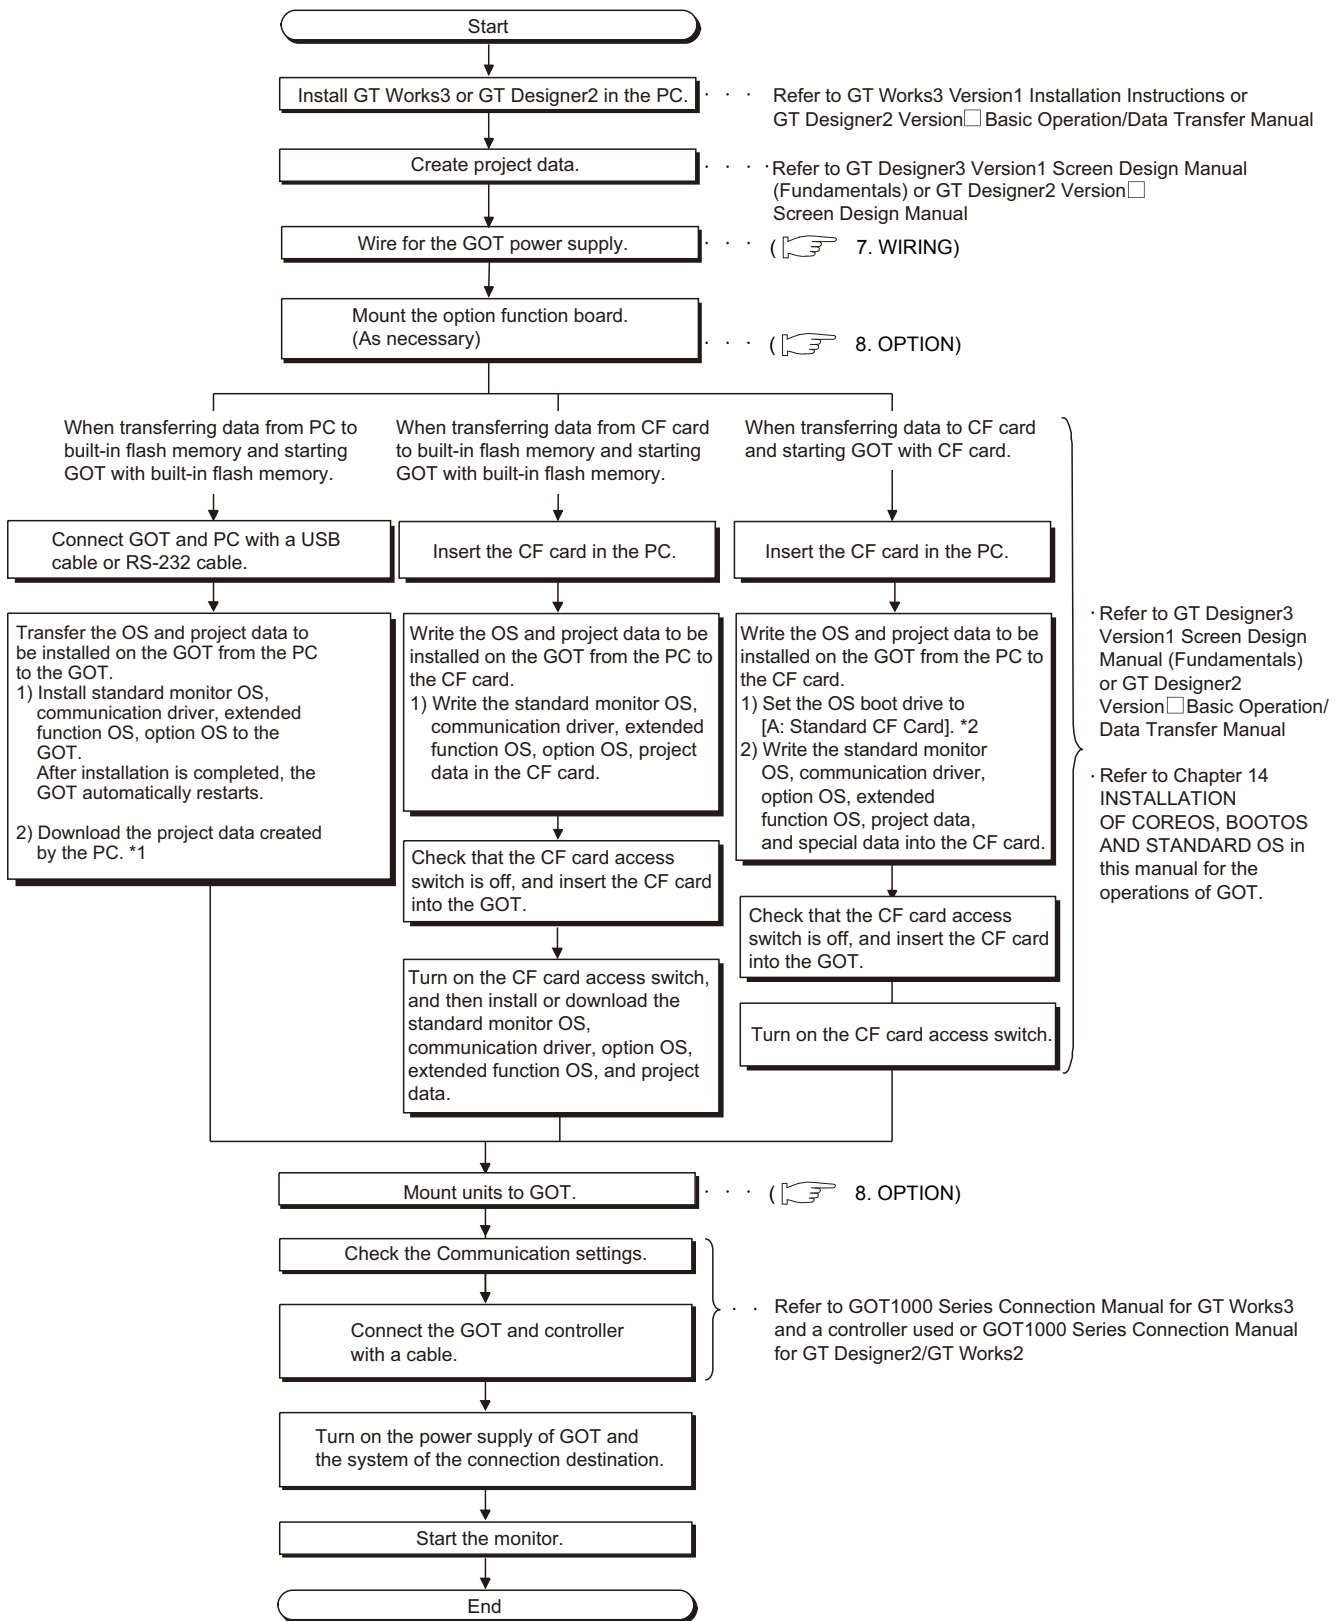 Start
Install GT Works3 or GT Designer2 in the PC.
· · · Refer to GT Works3 Version1 Installation Instructions or
GT Designer2 Version□ Basic Operation/Data Transfer Manual
Create project data.
· · · · Refer to GT Designer3 Version1 Screen Design Manual
(Fundamentals) or GT Designer2 Version□
Screen Design Manual
Wire for the GOT power supply.
· · · ( 7. WIRING)
Mount the option function board.
(As necessary)
· · · ( 8. OPTION)
When transferring data from PC to
built-in flash memory and starting
GOT with built-in flash memory.
Connect GOT and PC with a USB
cable or RS-232 cable.
Transfer the OS and project data to
be installed on the GOT from the PC
to the GOT.
1) Install standard monitor OS,
communication driver, extended
function OS, option OS to the
GOT.
After installation is completed, the
GOT automatically restarts.
2) Download the project data created
by the PC. *1
When transferring data from CF card
to built-in flash memory and starting
GOT with built-in flash memory.
Insert the CF card in the PC.
Write the OS and project data to be
installed on the GOT from the PC to
the CF card.
1) Write the standard monitor OS,
communication driver, extended
function OS, option OS, project
data in the CF card.
Check that the CF card access
switch is off, and insert the CF card
into the GOT.
Turn on the CF card access switch,
and then install or download the
standard monitor OS,
communication driver, option OS,
extended function OS, and project
data.
When transferring data to CF card
and starting GOT with CF card.
Insert the CF card in the PC.
Write the OS and project data to be
installed on the GOT from the PC to
the CF card.
1) Set the OS boot drive to
[A: Standard CF Card]. *2
2) Write the standard monitor
OS, communication driver,
option OS, extended
function OS, project data,
and special data into the CF card.
Check that the CF card access
switch is off, and insert the CF card
into the GOT.
Turn on the CF card access switch.
· Refer to GT Designer3
Version1 Screen Design
Manual (Fundamentals)
or GT Designer2
Version□Basic Operation/
Data Transfer Manual
· Refer to Chapter 14
INSTALLATION
OF COREOS, BOOTOS
AND STANDARD OS in
this manual for the
operations of GOT.
Mount units to GOT.
· · · ( 8. OPTION)
Check the Communication settings.
Connect the GOT and controller
with a cable.
· · Refer to GOT1000 Series Connection Manual for GT Works3
and a controller used or GOT1000 Series Connection Manual
for GT Designer2/GT Works2
Turn on the power supply of GOT and
the system of the connection destination.
Start the monitor.
End